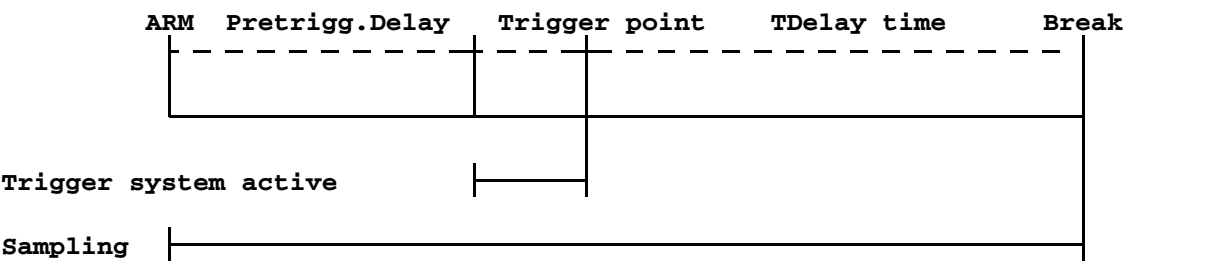 ARM Pretrigg.Delay Trigger point TDelay time Break
Trigger system active
Sampling